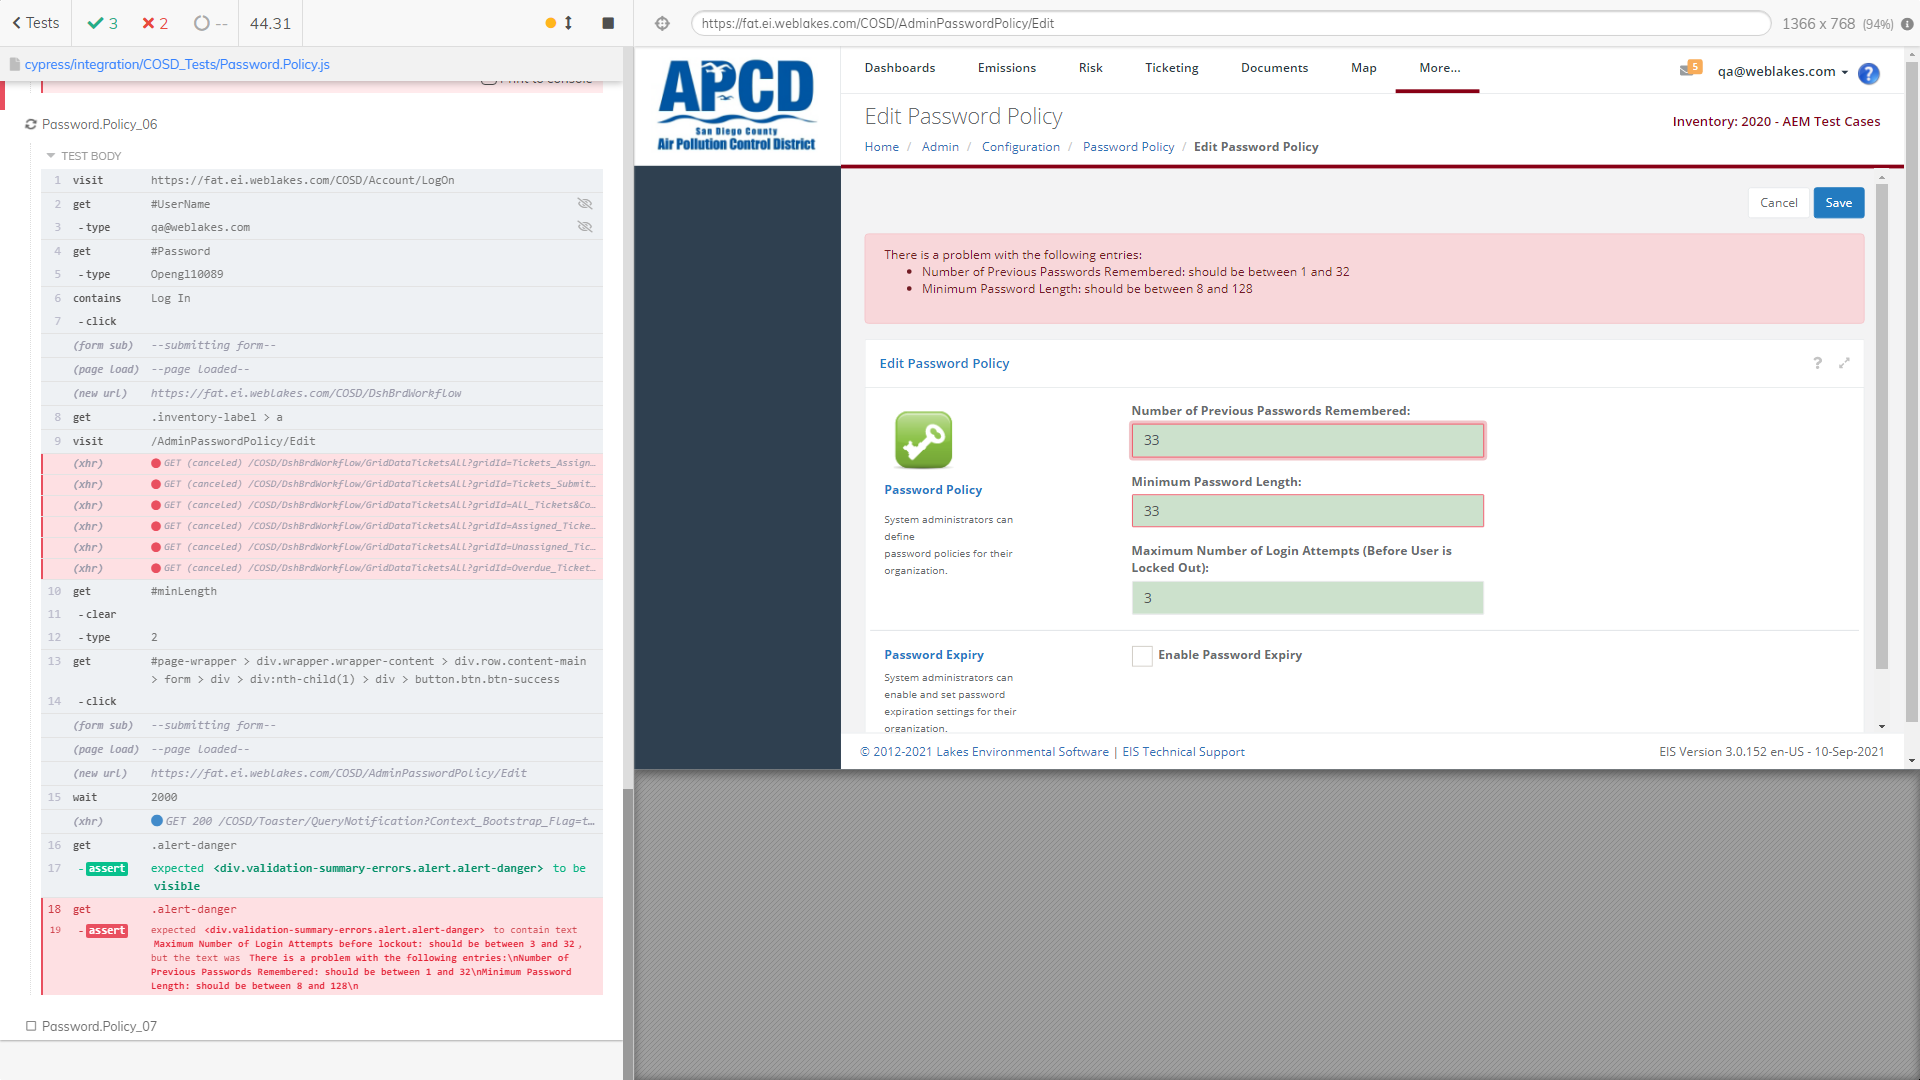 Tests
3
2
--
44.31
https://fat.ei.weblakes.com/COSD/AdminPasswordPolicy/Edit
1366 x 768 (94%)
cypress/integration/COSD_Tests/Password.Policy.js
Print to console
Password.Policy_06
TEST BODY
1 visit https://fat.ei.weblakes.com/COSD/Account/LogOn
2 get #UserName
3 -type qa@weblakes.com
4 get #Password
5 -type Opengl10089
6 contains Log In
7 -click
(form sub) --submitting form--
(page load) --page loaded--
(new url) https://fat.ei.weblakes.com/COSD/DshBrdWorkflow
8 get .inventory-label > a
9 visit /AdminPasswordPolicy/Edit
(xhr) GET (canceled) /COSD/DshBrdWorkflow/GridDataTicketsAll?gridId=Tickets_Assign…
(xhr) GET (canceled) /COSD/DshBrdWorkflow/GridDataTicketsAll?gridId=Tickets_Submit…
(xhr) GET (canceled) /COSD/DshBrdWorkflow/GridDataTicketsAll?gridId=All_Tickets&Co…
(xhr) GET (canceled) /COSD/DshBrdWorkflow/GridDataTicketsAll?gridId=Assigned_Ticke…
(xhr) GET (canceled) /COSD/DshBrdWorkflow/GridDataTicketsAll?gridId=Unassigned_Tic…
(xhr) GET (canceled) /COSD/DshBrdWorkflow/GridDataTicketsAll?gridId=Overdue_Ticket…
10 get #minLength
11 -clear
12 -type 2
13 get #page-wrapper > div.wrapper.wrapper-content > div.row.content-main
> form > div > div:nth-child(1) > div > button.btn.btn-success
14 -click
(form sub) --submitting form--
(page load) --page loaded--
(new url) https://fat.ei.weblakes.com/COSD/AdminPasswordPolicy/Edit
15 wait 2000
(xhr) GET 200 /COSD/Toaster/QueryNotification?Context_Bootstrap_Flag=t…
16 get .alert-danger
17 -assert expected <div.validation-summary-errors.alert.alert-danger> to be
visible
18 get .alert-danger
19 -assert expected <div.validation-summary-errors.alert.alert-danger> to contain text
Maximum Number of Login Attempts before lockout: should be between 3 and 32 ,
but the text was There is a problem with the following entries:\nNumber of
Previous Passwords Remembered: should be between 1 and 32\nMinimum Password
Length: should be between 8 and 128\n
Password.Policy_07
APCD
San Diego County
Air Pollution Control District
Dashboards Emissions Risk Ticketing Documents Map More...
5
qa@weblakes.com
?
Edit Password Policy
Inventory: 2020 - AEM Test Cases
Home / Admin / Configuration / Password Policy / Edit Password Policy
Cancel
Save
There is a problem with the following entries:
• Number of Previous Passwords Remembered: should be between 1 and 32
• Minimum Password Length: should be between 8 and 128
Edit Password Policy
?
Number of Previous Passwords Remembered:
33
Password Policy
System administrators can
define
password policies for their
organization.
Minimum Password Length:
33
Maximum Number of Login Attempts (Before User is
Locked Out):
3
Password Expiry
System administrators can
enable and set password
expiration settings for their
organization.
Enable Password Expiry
© 2012-2021 Lakes Environmental Software | EIS Technical Support
EIS Version 3.0.152 en-US - 10-Sep-2021